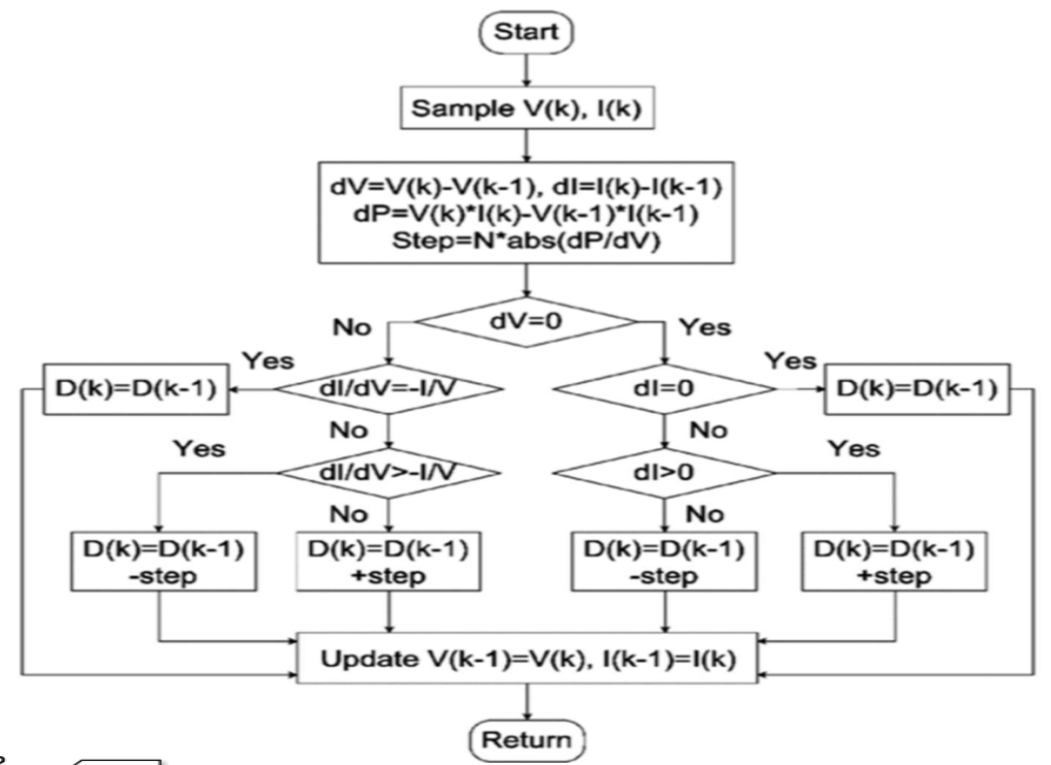 Start
Sample V(k), I(k)
dV=V(k)-V(k-1), dI=I(k)-I(k-1)
dP=V(k)*I(k)-V(k-1)*I(k-1)
Step=N*abs(dP/dV)
No
dV=0
Yes
Yes
Yes
D(k)=D(k-1)
dI/dV=-I/V
dI=0
D(k)=D(k-1)
No
No
Yes
Yes
dI/dV>-I/V
dI>0
No
No
D(k)=D(k-1)
-step
D(k)=D(k-1)
+step
D(k)=D(k-1)
-step
D(k)=D(k-1)
+step
Update V(k-1)=V(k), I(k-1)=I(k)
Return